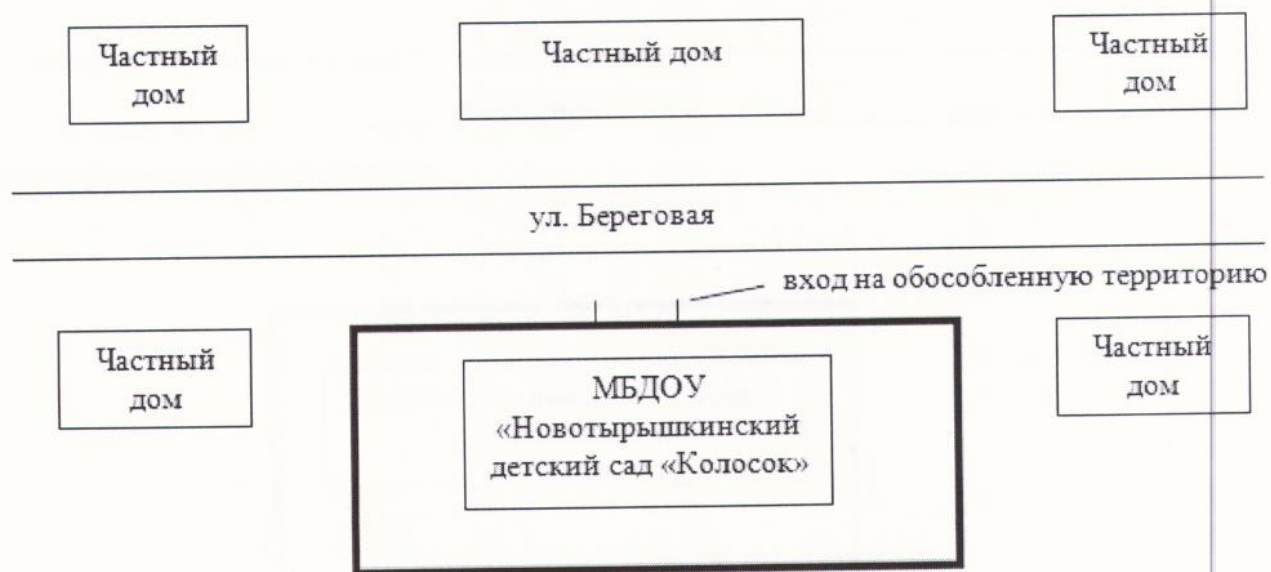 Частный
дом
Частный дом
Частный
дом
ул. Береговая
вход на обособленную территорию
Частный
дом
МБДОУ
«Новотырышкинский
детский сад «Колосок»
Частный
дом